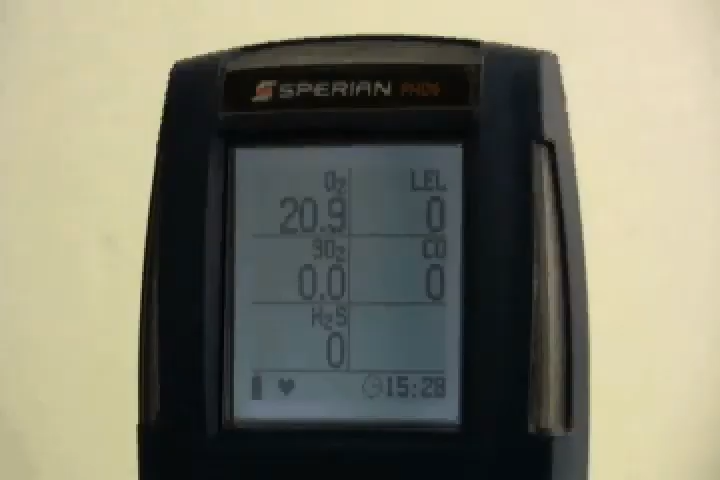 SPERIAN PHD6
O2 LEL
20.9 0
SO2 CO
0.0 0
H2S
0
15:28